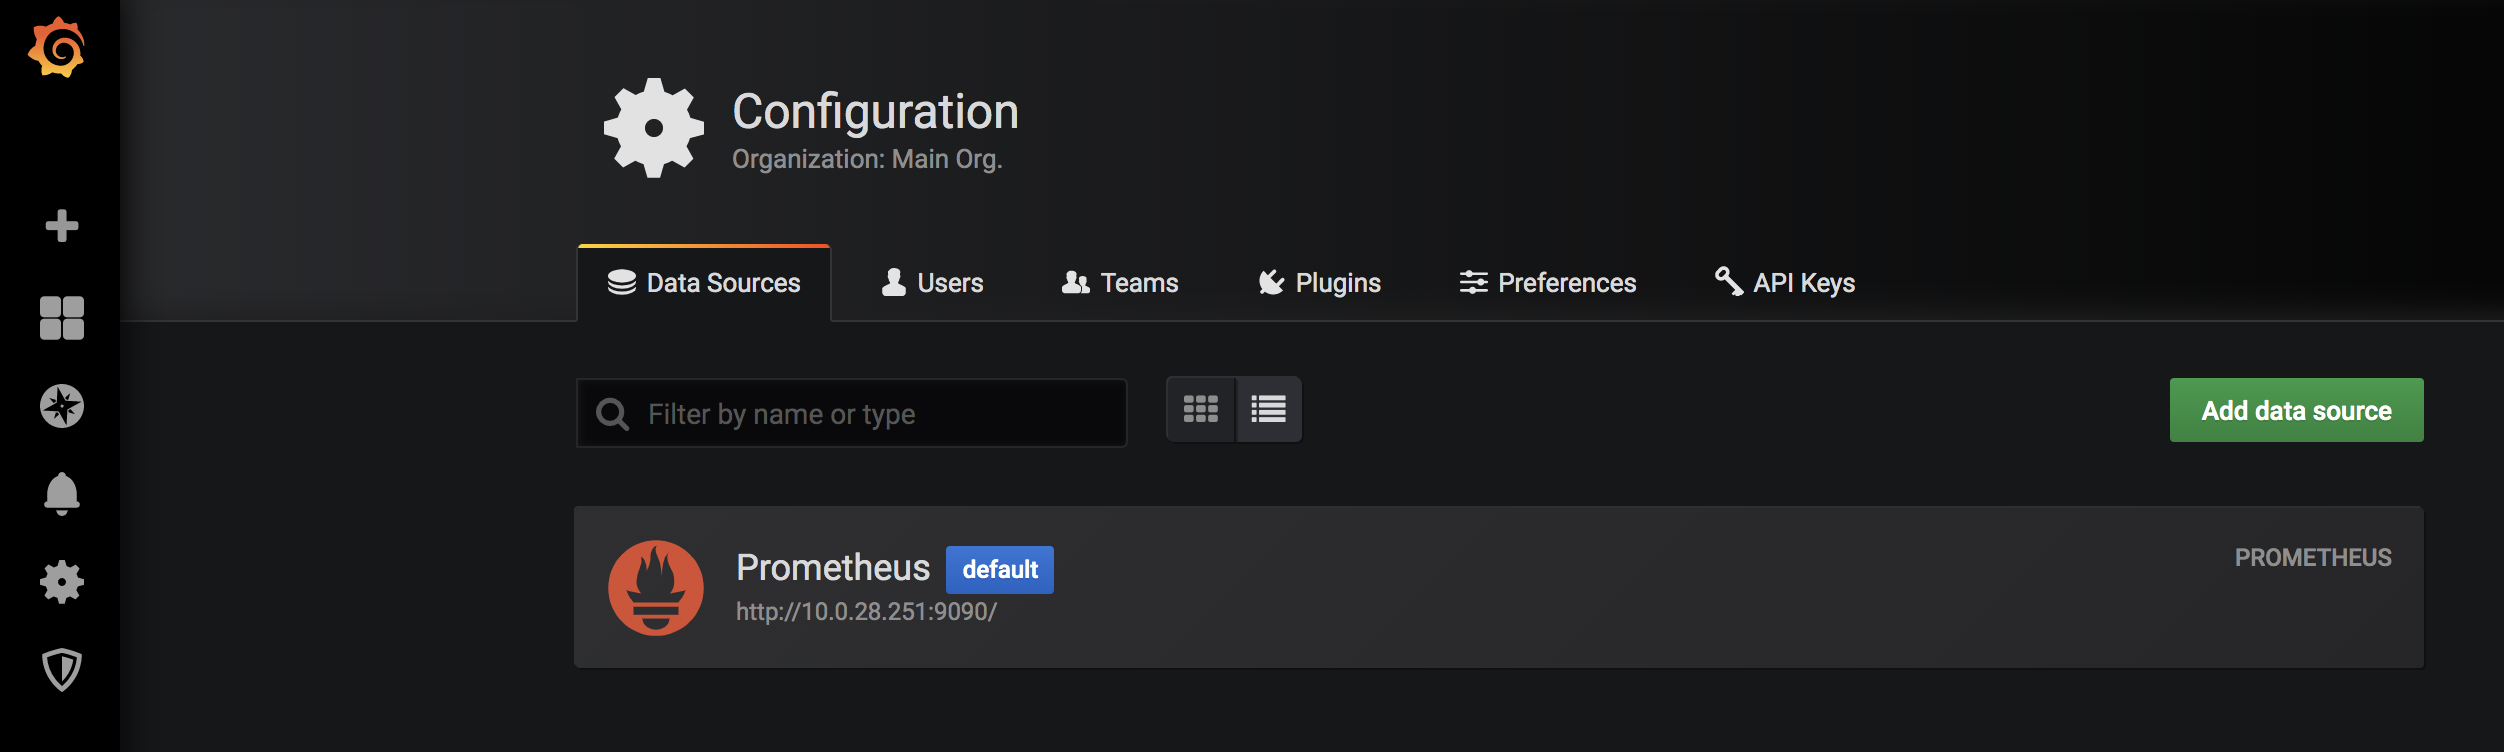 Configuration
Organization: Main Org.
Data Sources
Users
Teams
Plugins
Preferences
API Keys
Filter by name or type
Add data source
Prometheus
default
PROMETHEUS
http://10.0.28.251:9090/